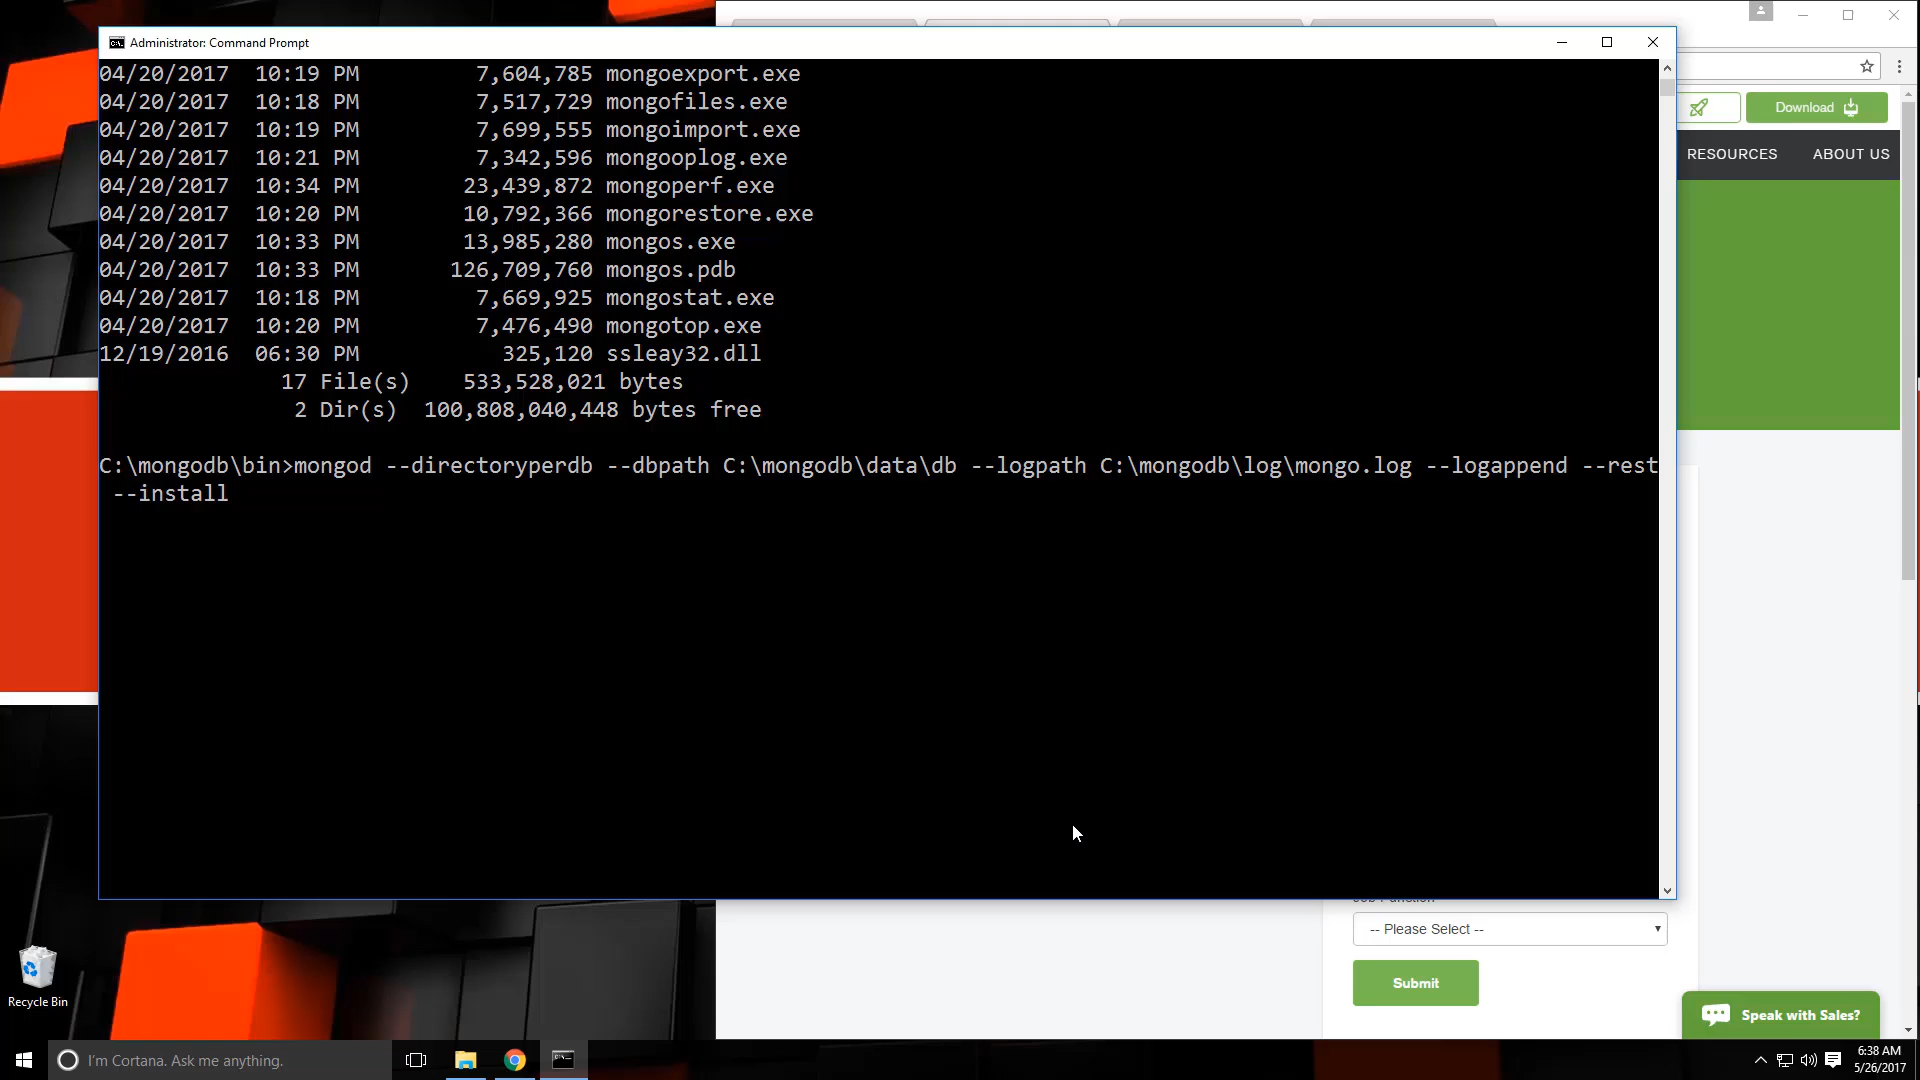 Administrator: Command Prompt
04/20/2017  10:19 PM         7,604,785 mongoexport.exe
04/20/2017  10:18 PM         7,517,729 mongofiles.exe
04/20/2017  10:19 PM         7,699,555 mongoimport.exe
04/20/2017  10:21 PM         7,342,596 mongooplog.exe
04/20/2017  10:34 PM        23,439,872 mongoperf.exe
04/20/2017  10:20 PM        10,792,366 mongorestore.exe
04/20/2017  10:33 PM        13,985,280 mongos.exe
04/20/2017  10:33 PM       126,709,760 mongos.pdb
04/20/2017  10:18 PM         7,669,925 mongostat.exe
04/20/2017  10:20 PM         7,476,490 mongotop.exe
12/19/2016  06:30 PM           325,120 ssleay32.dll
              17 File(s)    533,528,021 bytes
               2 Dir(s)  100,808,040,448 bytes free
C:\mongodb\bin>mongod --directoryperdb --dbpath C:\mongodb\data\db --logpath C:\mongodb\log\mongo.log --logappend --rest
 --install
Download
RESOURCES ABOUT US
-- Please Select --
Submit
Speak with Sales?
Recycle Bin
I'm Cortana. Ask me anything.
6:38 AM
5/26/2017